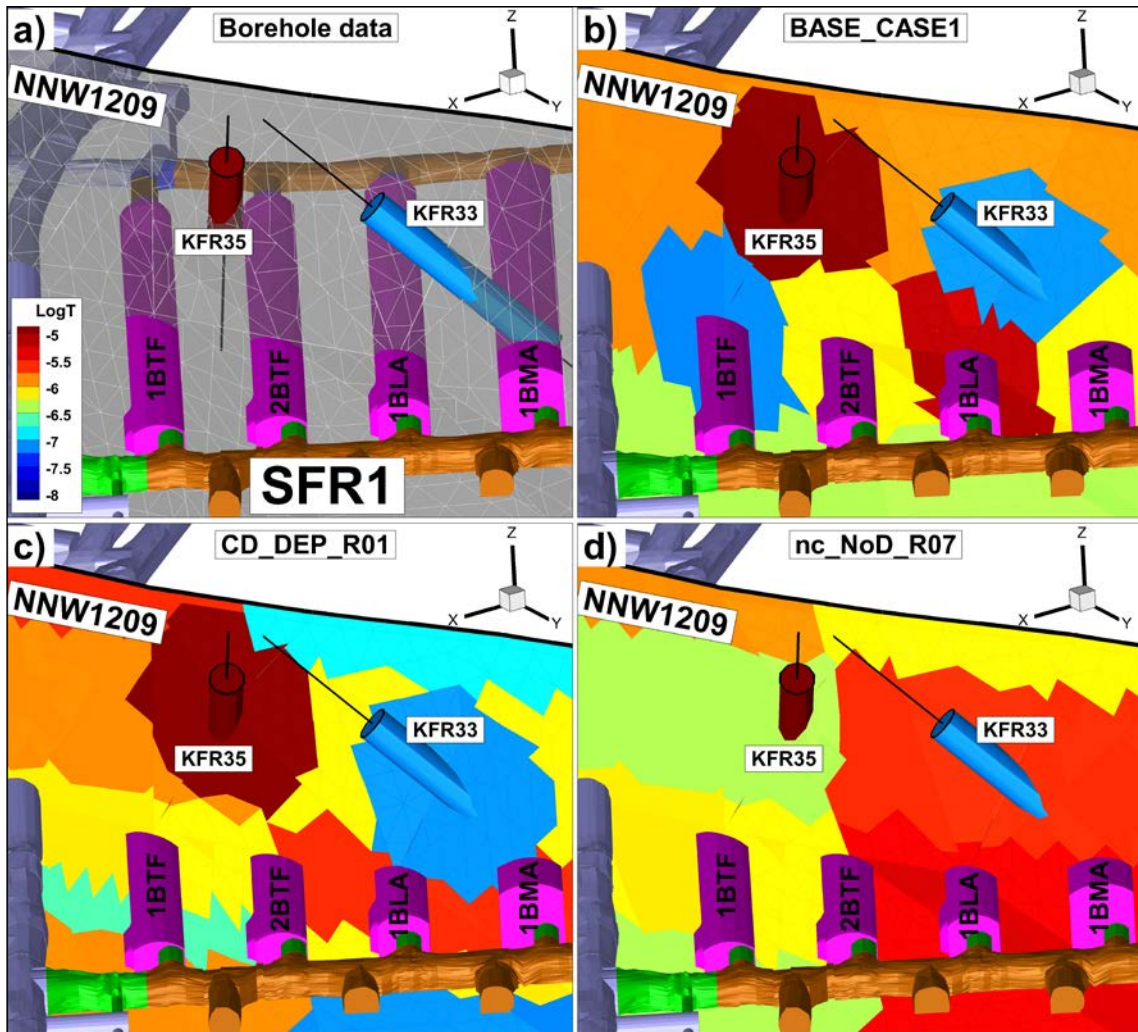 a)
Borehole data
Z
X
Y
NNW1209
KFR35
KFR33
LogT
-5
-5.5
-6
-6.5
-7
-7.5
-8
1BTF
2BTF
1BLA
1BMA
SFR1
b)
BASE_CASE1
Z
X
Y
NNW1209
KFR35
KFR33
1BTF
2BTF
1BLA
1BMA
c)
CD_DEP_R01
Z
X
Y
NNW1209
KFR35
KFR33
1BTF
2BTF
1BLA
1BMA
d)
nc_NoD_R07
Z
X
Y
NNW1209
KFR35
KFR33
1BTF
2BTF
1BLA
1BMA